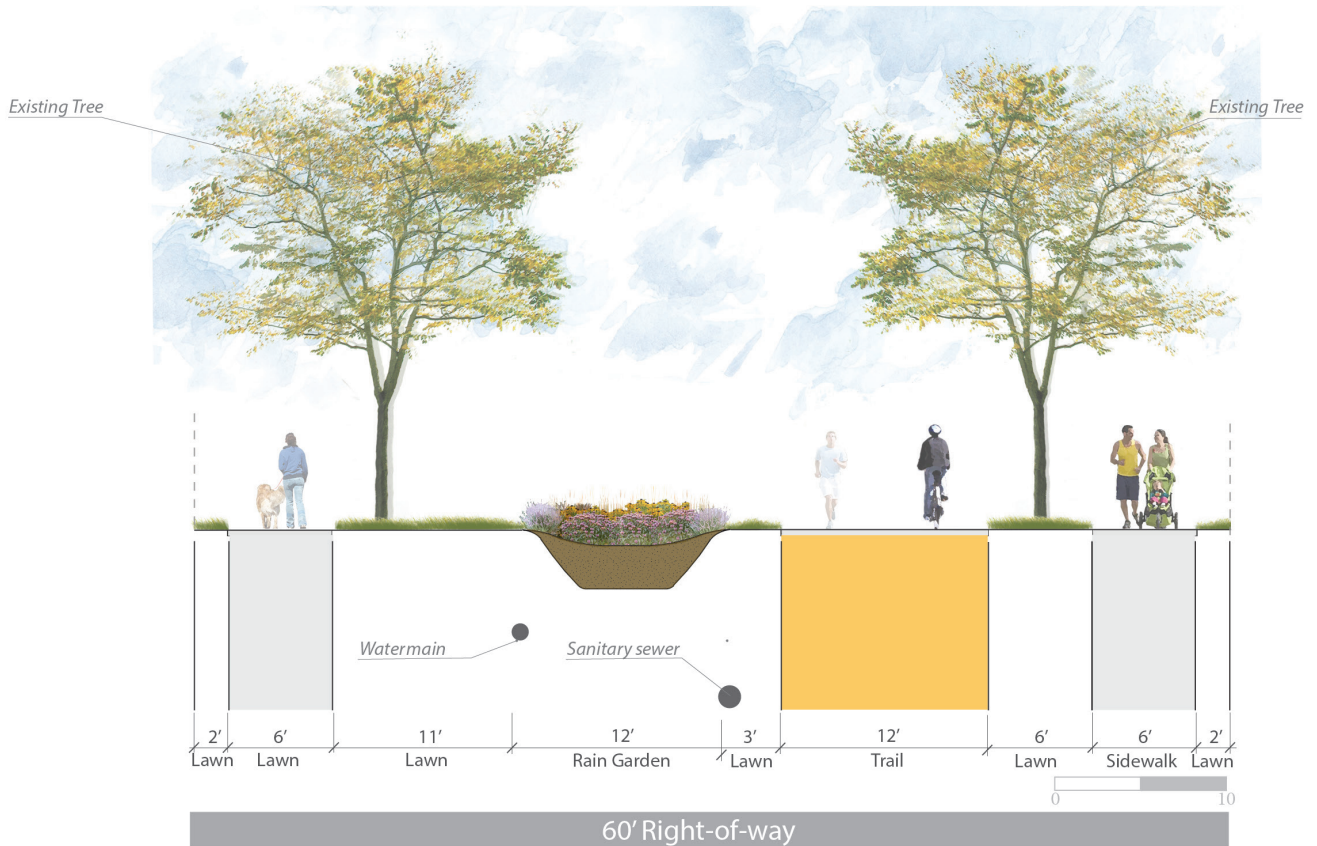 Existing Tree
Existing Tree
Watermain
Sanitary sewer
2’ 6’ 11’ 12’ 3’ 12’ 6’ 6’ 2’
Lawn Lawn Lawn Rain Garden Lawn Trail Lawn Sidewalk Lawn
0 10
60’ Right-of-way